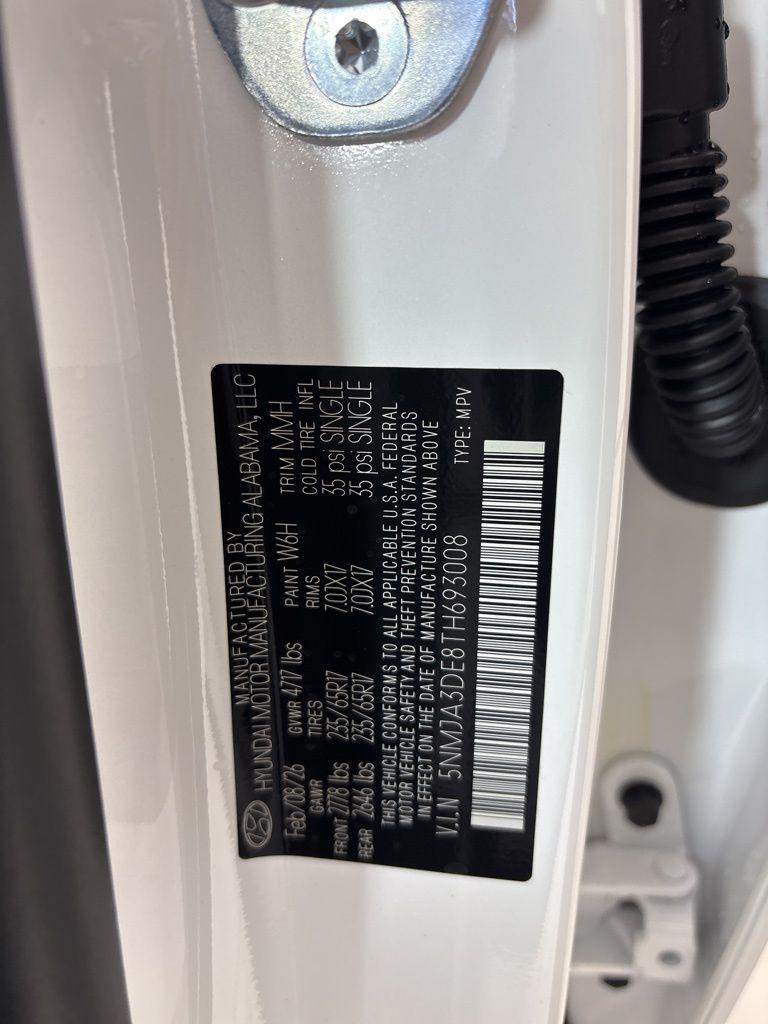 MANUFACTURED BY
HYUNDAI MOTOR MANUFACTURING ALABAMA, LLC
Feb/08/26 GVWR 4717 lbs PAINT W6H TRIM MMH
GAWR TIRES RIMS COLD TIRE INFL
FRONT 2778 lbs 235/65R17 7.0JX17 35 psi SINGLE
REAR 2646 lbs 235/65R17 7.0JX17 35 psi SINGLE
THIS VEHICLE CONFORMS TO ALL APPLICABLE U.S.A. FEDERAL
MOTOR VEHICLE SAFETY AND THEFT PREVENTION STANDARDS
IN EFFECT ON THE DATE OF MANUFACTURE SHOWN ABOVE
V.I.N 5NMJA3DE8TH693008 TYPE: MPV